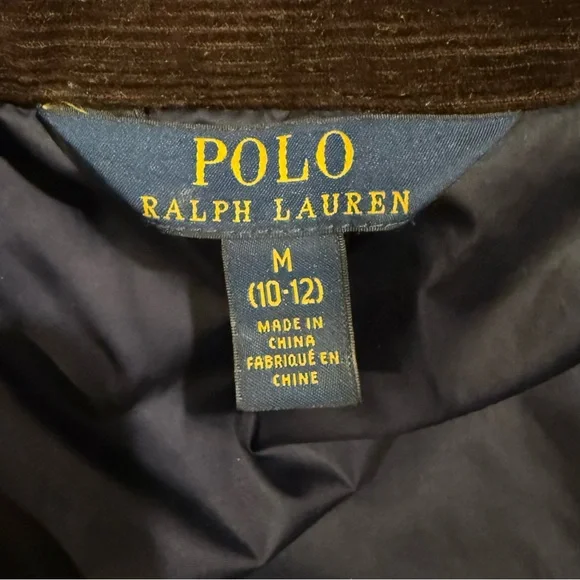 POLO
RALPH LAUREN
M
(10-12)
MADE IN
CHINA
FABRIQUÉ EN
CHINE